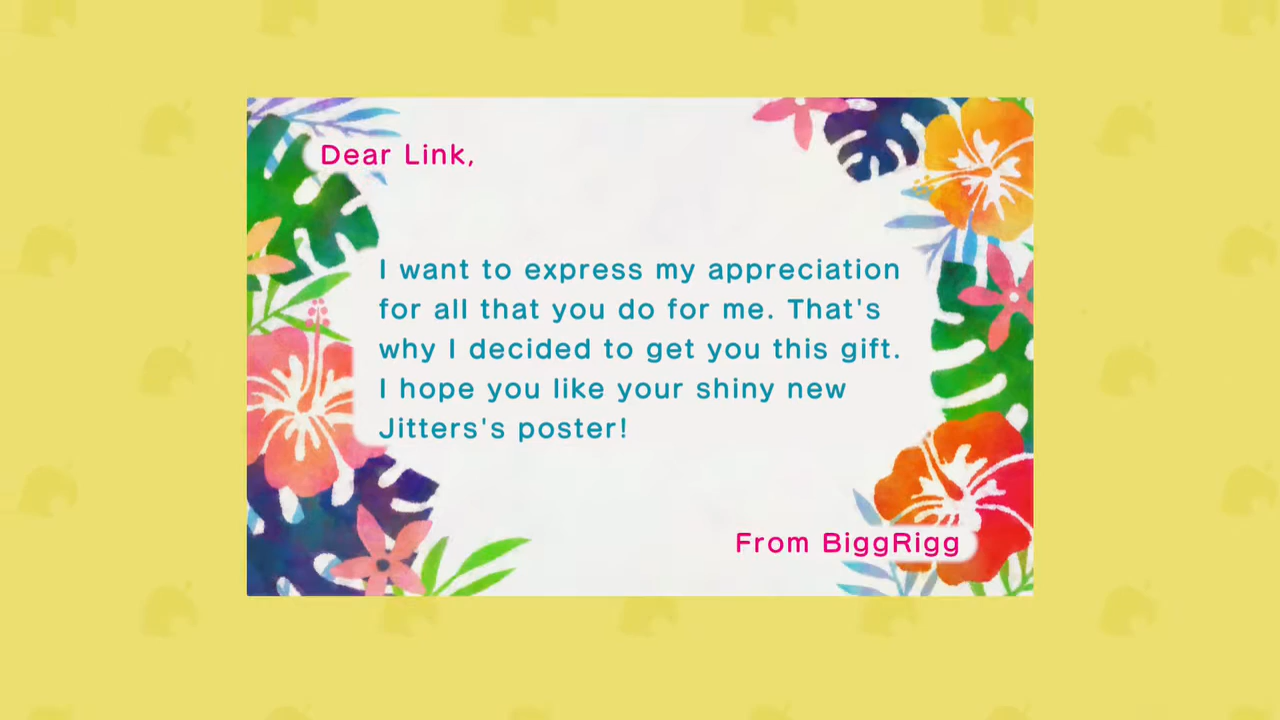 Dear Link,
I want to express my appreciation
for all that you do for me. That's
why I decided to get you this gift.
I hope you like your shiny new
Jitters's poster!
From BiggRigg